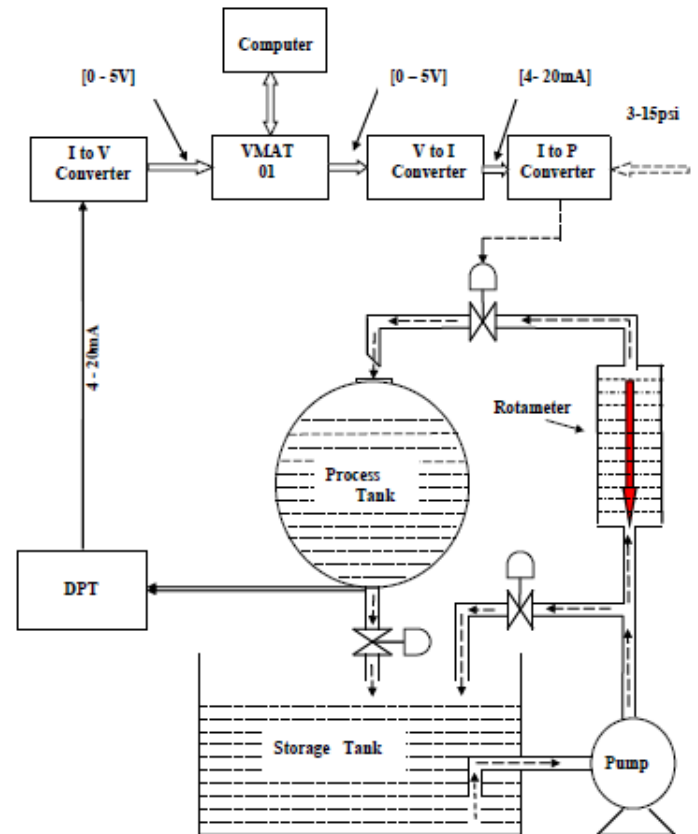 Computer
[0 - 5V]
[0 – 5V]
[4- 20mA]
3-15psi
I to V
Converter
VMAT
01
V to I
Converter
I to P
Converter
4 - 20mA
Rotameter
Process
Tank
DPT
Storage Tank
Pump